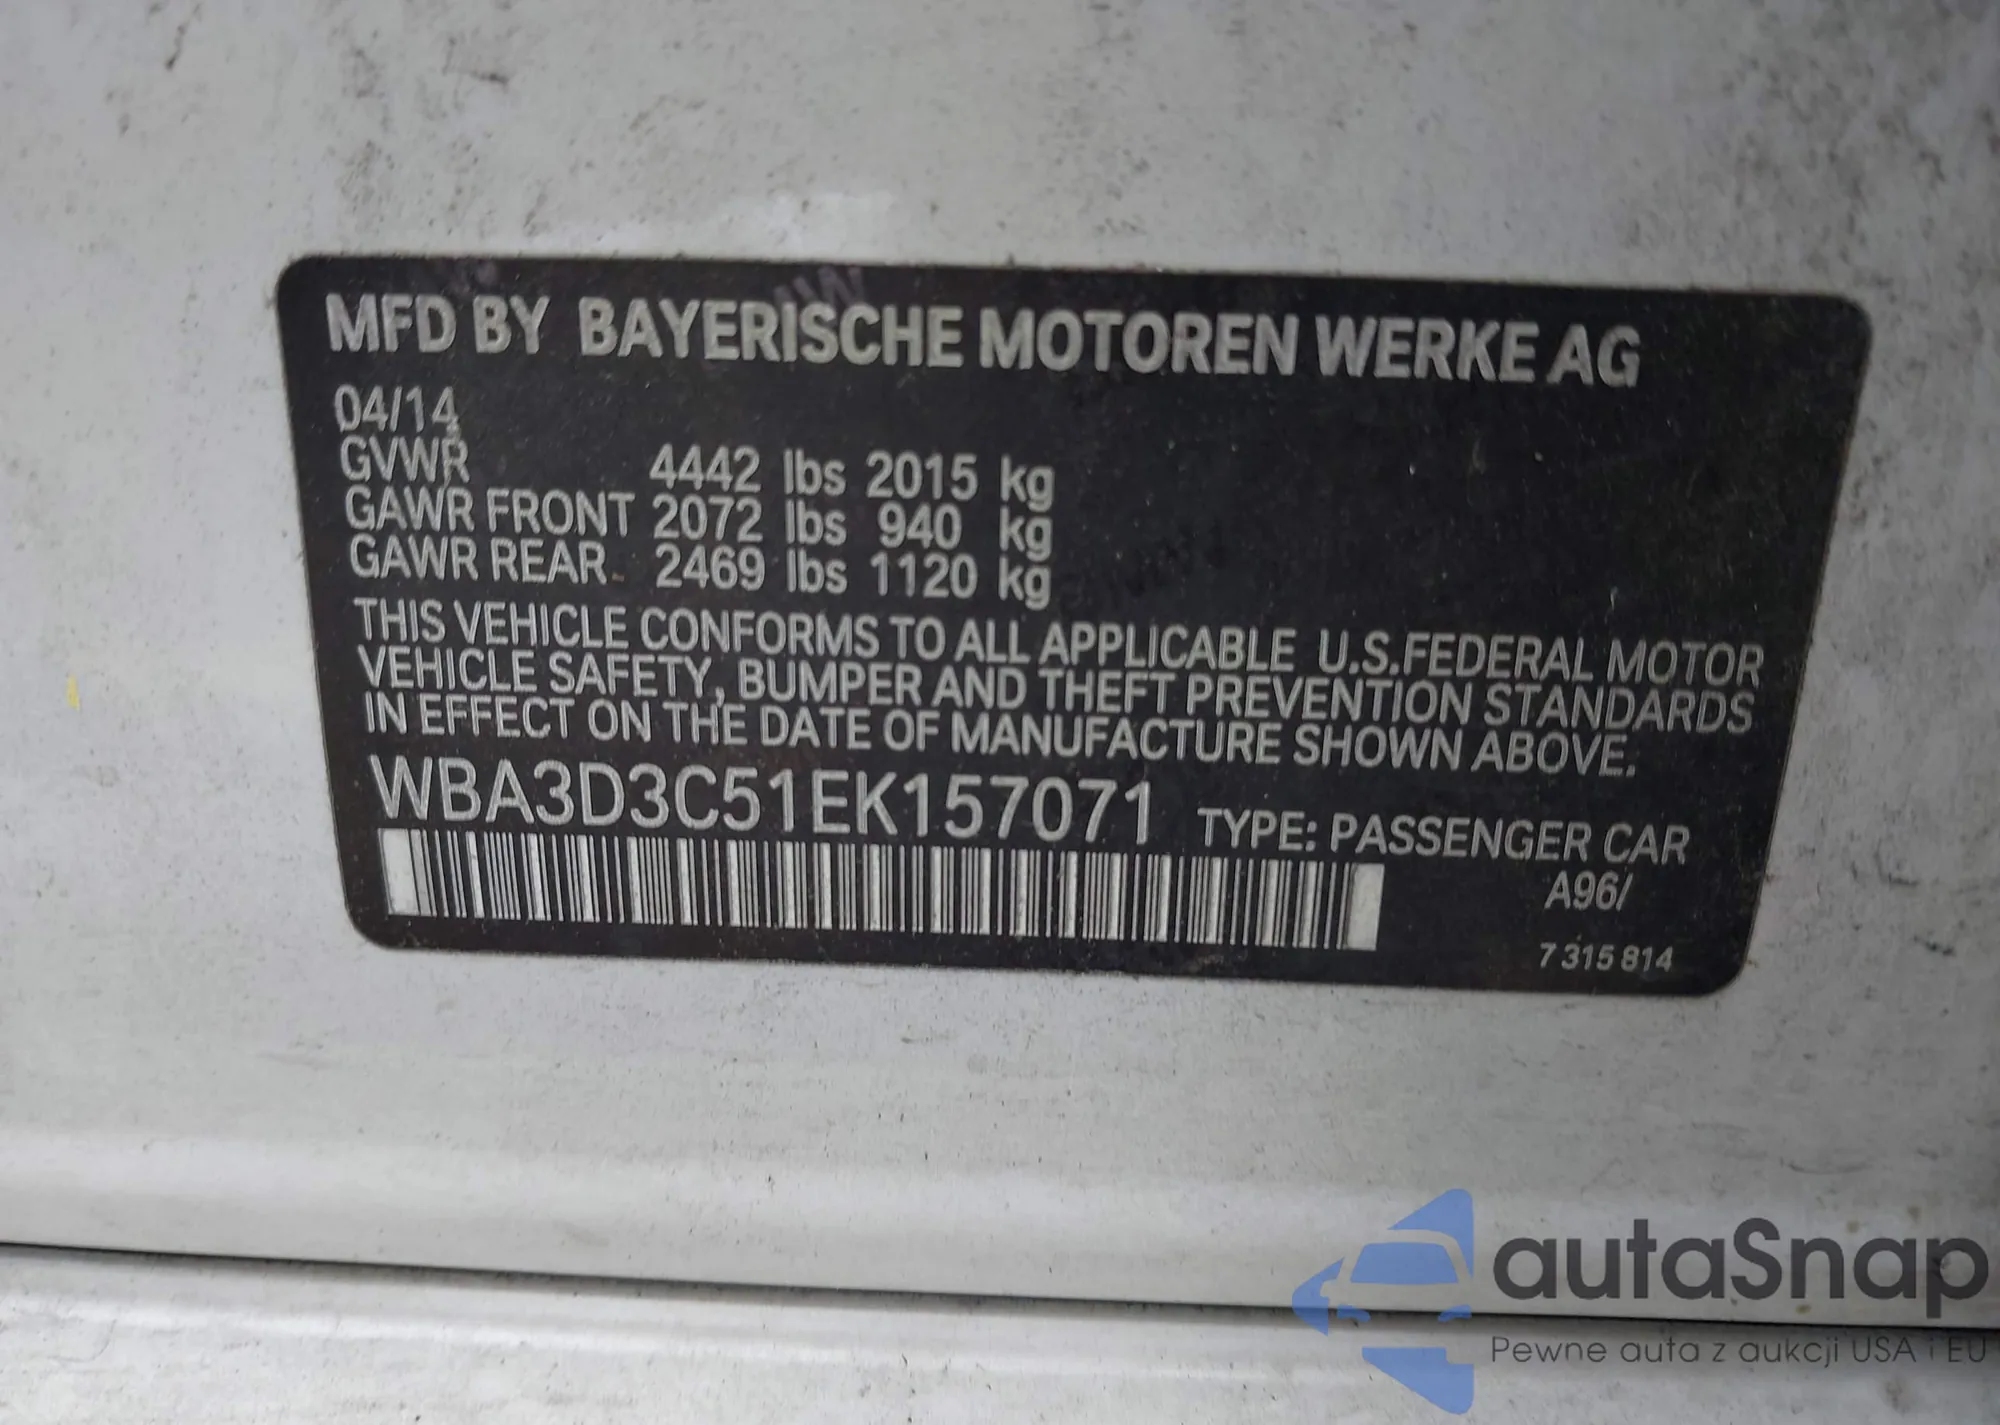 MFD BY BAYERISCHE MOTOREN WERKE AG
04/14
GVWR 4442 lbs 2015 kg
GAWR FRONT 2072 lbs 940 kg
GAWR REAR 2469 lbs 1120 kg
THIS VEHICLE CONFORMS TO ALL APPLICABLE U.S.FEDERAL MOTOR
VEHICLE SAFETY, BUMPER AND THEFT PREVENTION STANDARDS
IN EFFECT ON THE DATE OF MANUFACTURE SHOWN ABOVE.
WBA3D3C51EK157071 TYPE: PASSENGER CAR
A96/
7 315 814
autaSnap
Pewne auta z aukcji USA i EU